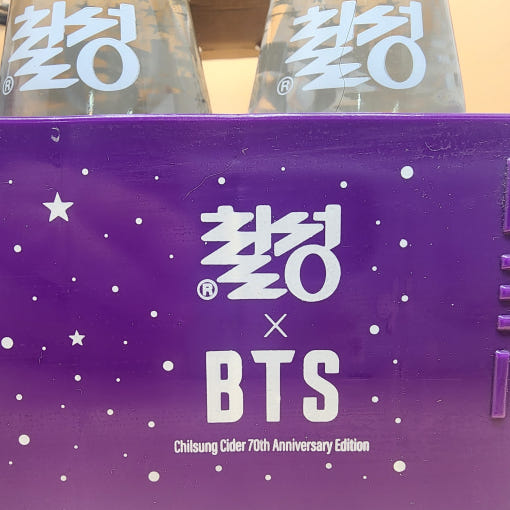 칠성
®
칠성
®
칠성
®
×
BTS
Chilsung Cider 70th Anniversary Edition